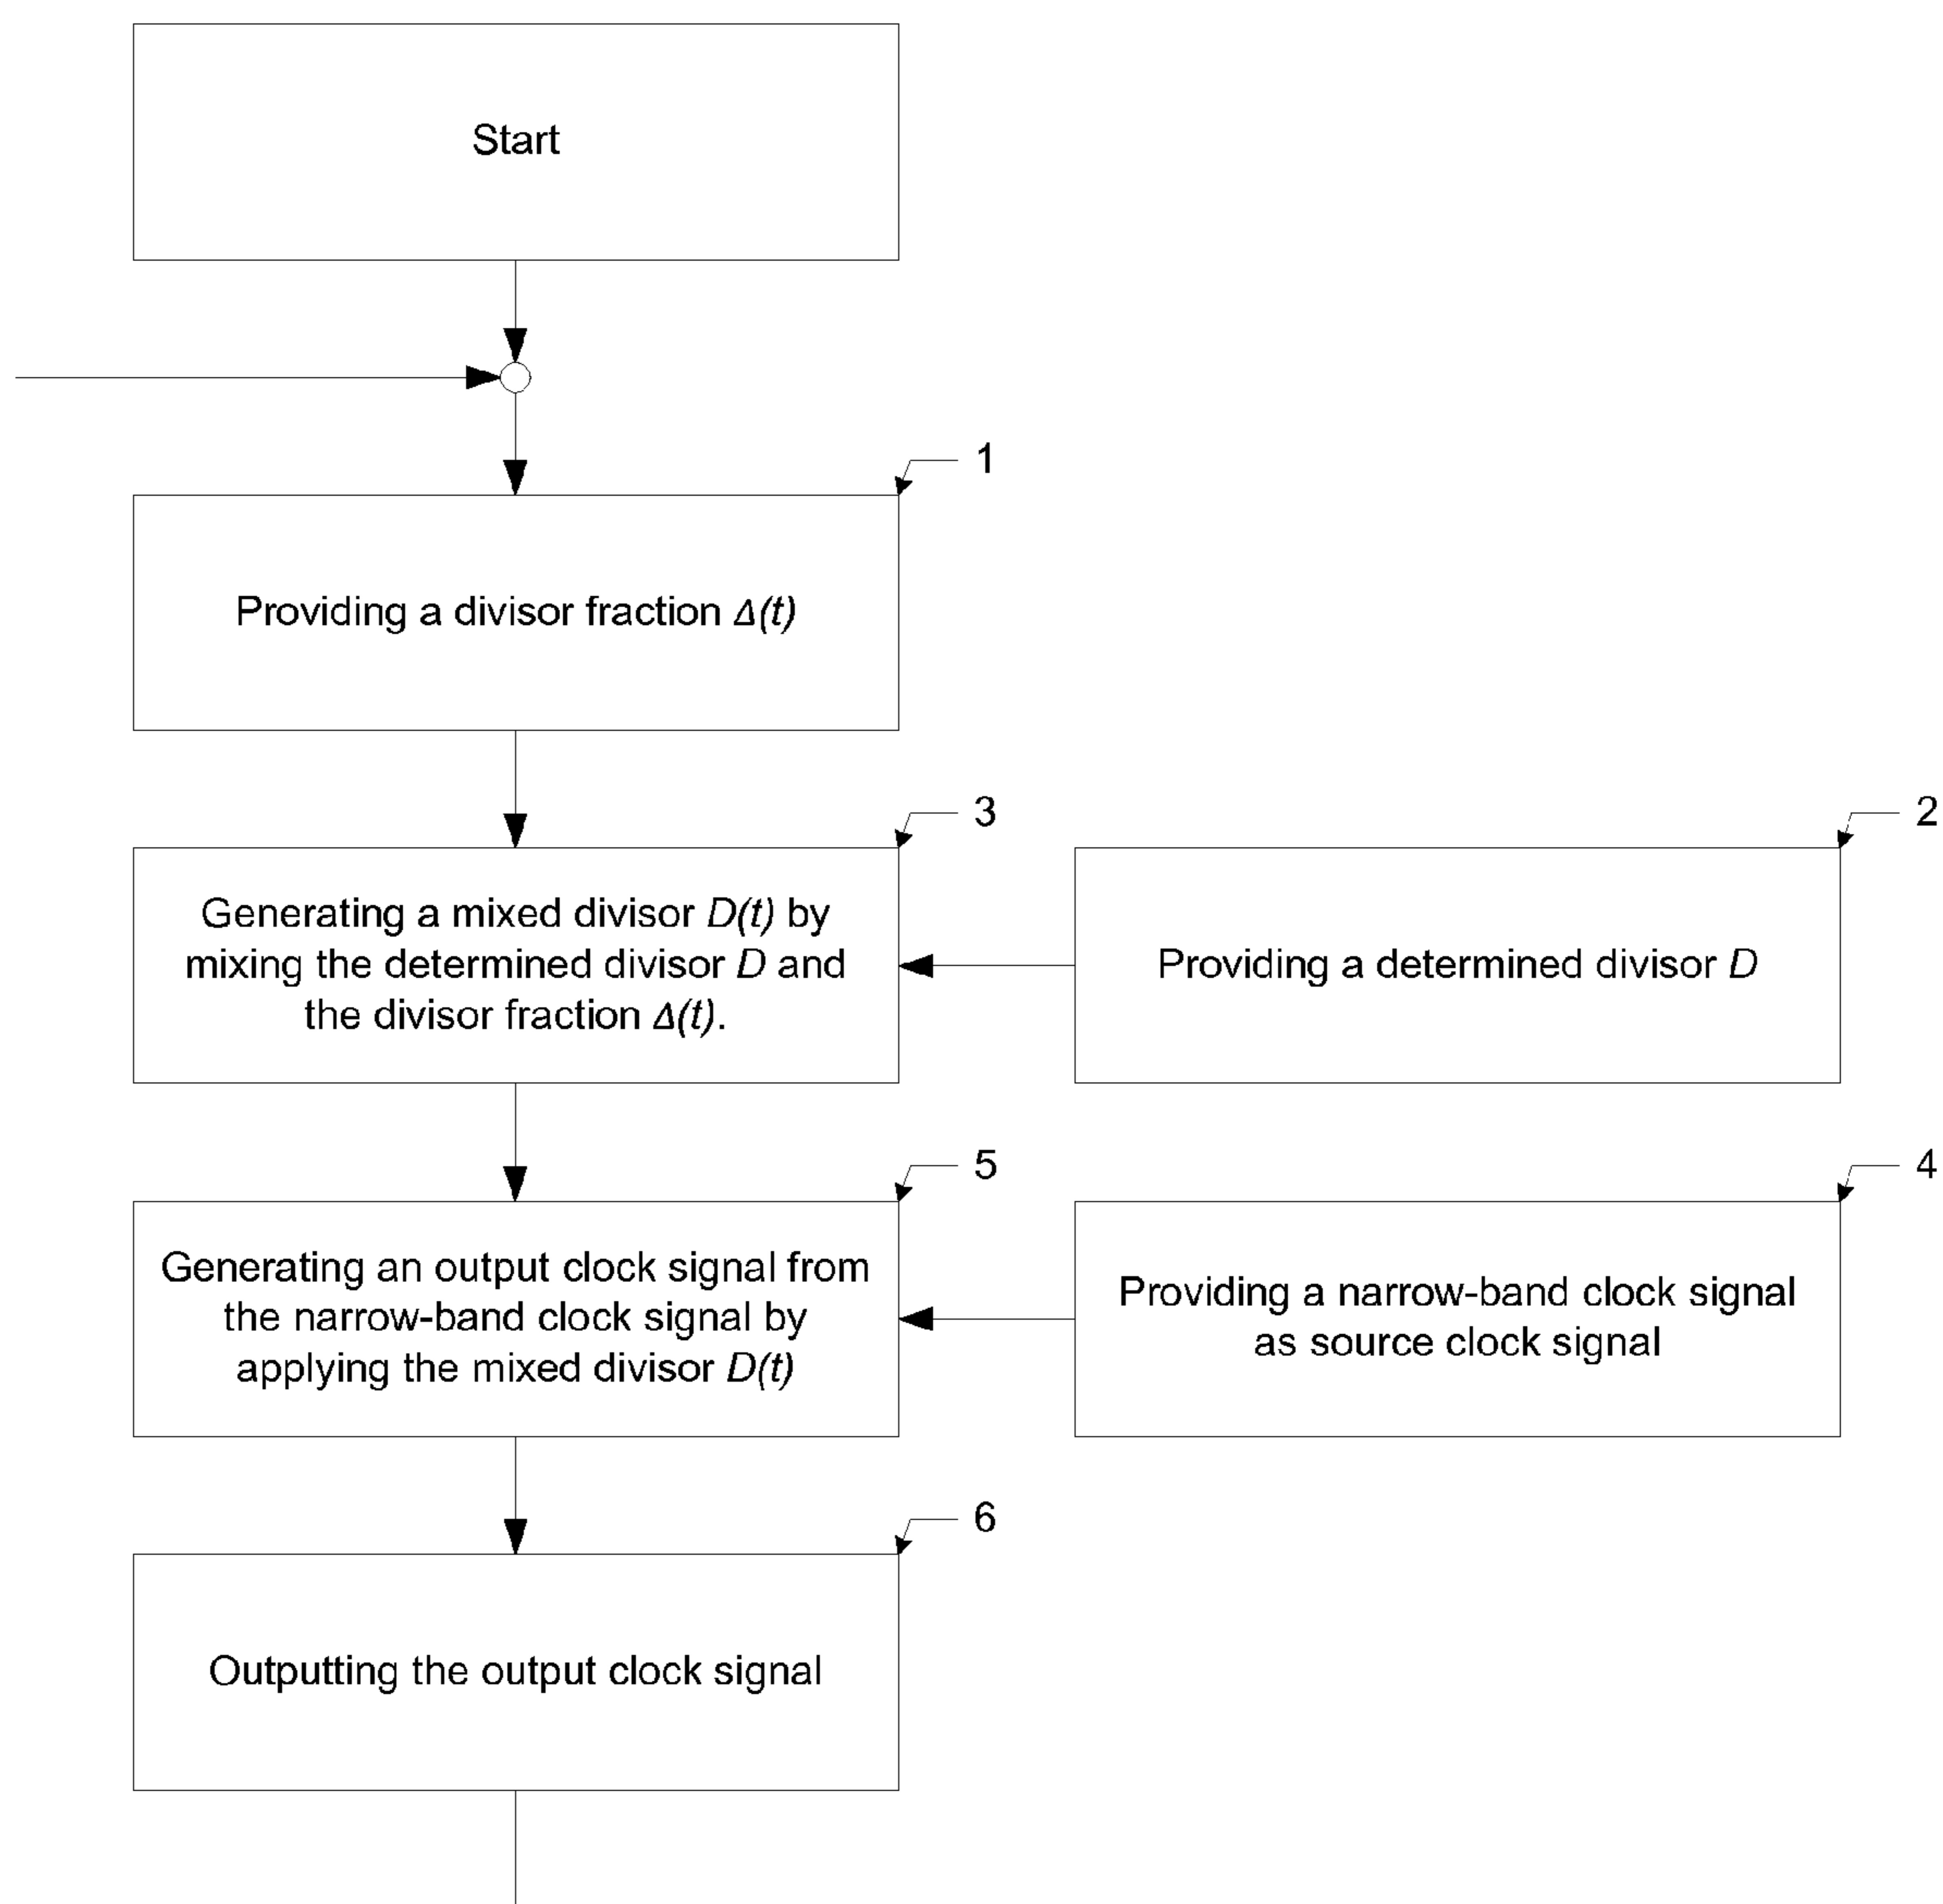 Start
1
Providing a divisor fraction Δ(t)
3
2
Generating a mixed divisor D(t) by
mixing the determined divisor D and
the divisor fraction Δ(t).
Providing a determined divisor D
5
4
Generating an output clock signal from
the narrow-band clock signal by
applying the mixed divisor D(t)
Providing a narrow-band clock signal
as source clock signal
6
Outputting the output clock signal